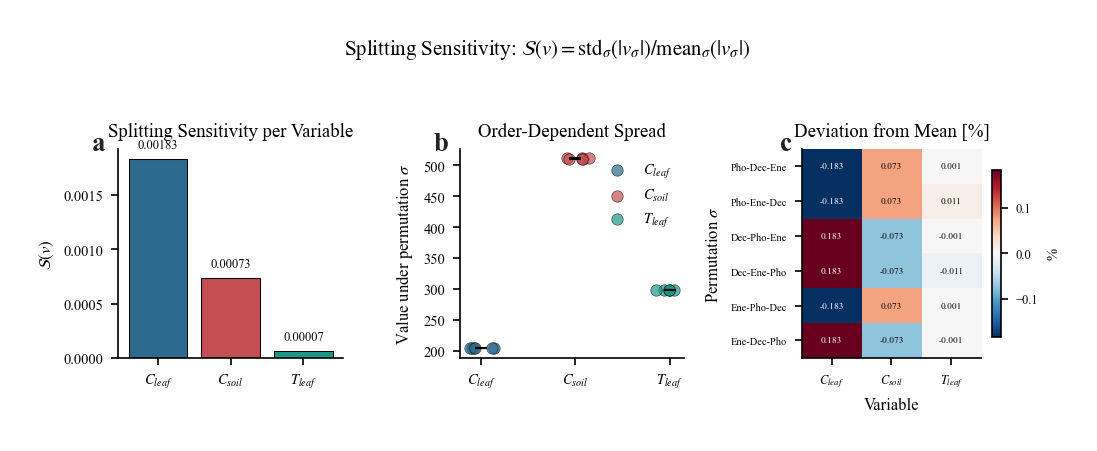 Splitting Sensitivity: 𝒮(v) = std_σ(|v_σ|)/mean_σ(|v_σ|)
a Splitting Sensitivity per Variable
0.00183
0.00073
0.00007
0.0015
0.0010
0.0005
0.0000
𝒮(v)
C_leaf C_soil T_leaf
b Order-Dependent Spread
500
450
400
350
300
250
200
Value under permutation σ
C_leaf
C_soil
T_leaf
C_leaf C_soil T_leaf
c Deviation from Mean [%]
Permutation σ
Pho-Dec-Ene -0.183 0.073 0.001
Pho-Ene-Dec -0.183 0.073 0.011
Dec-Pho-Ene 0.183 -0.073 -0.001
Dec-Ene-Pho 0.183 -0.073 -0.011
Ene-Pho-Dec -0.183 0.073 0.001
Ene-Dec-Pho 0.183 -0.073 -0.001
C_leaf C_soil T_leaf
Variable
0.1
0.0
−0.1
%